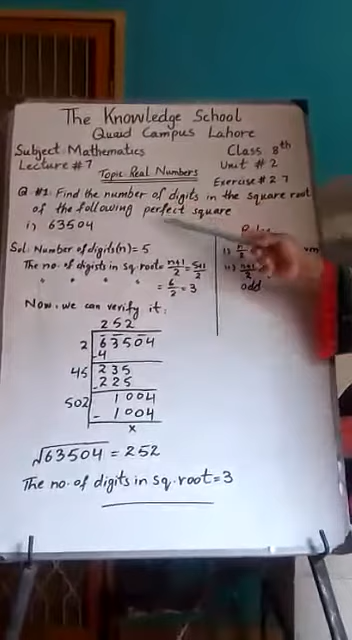 The Knowledge School
Quaid Campus Lahore
Subject: Mathematics
Class 8th
Lecture # 7
Unit # 2
Topic Real Numbers
Exercise # 2.7
Q #1: Find the number of digits in the square root
of the following perfect square
i) 63504
Sol: Number of digits(n) = 5
The no. of digists in sq. root = n+1/2 = 5+1/2
" " " " " = 6/2 = 3
Now, we can verify it:
252
2 63504
-4
45 235
-225
502 1004
- 1004
x
√63504 = 252
The no. of digits in sq. root = 3
i)
ii) n+1/2
odd